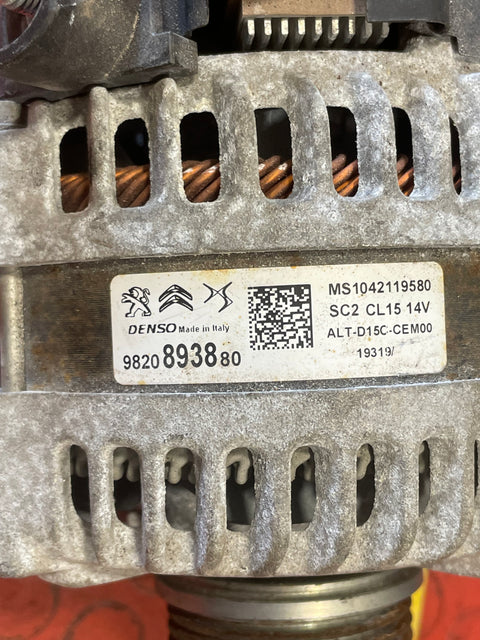 DENSO Made in Italy
9820893880
MS1042119580
SC2 CL15 14V
ALT-D15C-CEM00
19319/